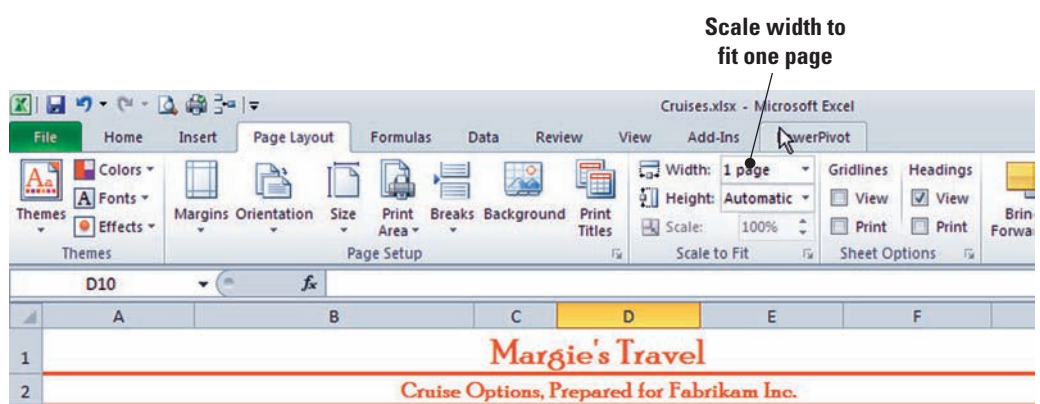 Scale width to
fit one page
Cruises.xlsx - Microsoft Excel
File Home Insert Page Layout Formulas Data Review View Add-Ins PowerPivot
Colors
Fonts
Effects
Themes
Margins Orientation Size Print Area Breaks Background Print Titles
Width: 1 page
Height: Automatic
Scale: 100%
Gridlines Headings
View View
Print Print
Themes Page Setup Scale to Fit Sheet Options
D10 fx
A B C D E F
1 Margie's Travel
2 Cruise Options, Prepared for Fabrikam Inc.